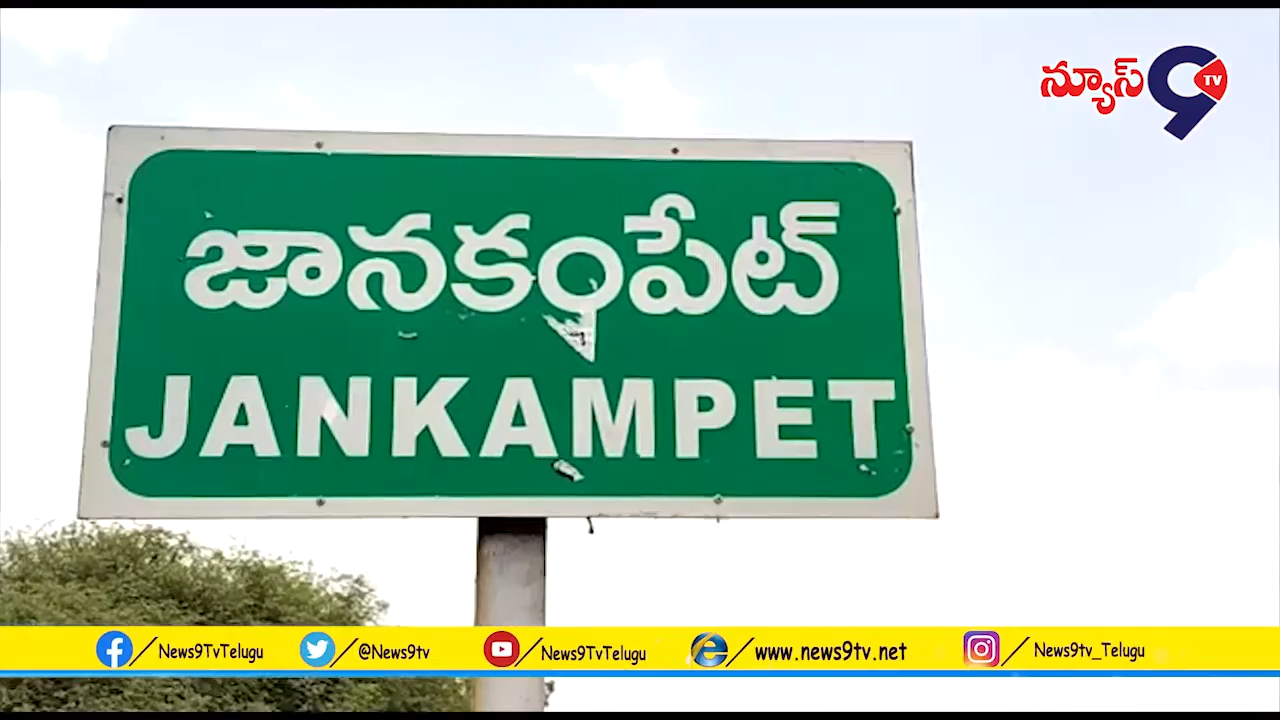 న్యూస్ 9 TV
జానకంపేట్
JANKAMPET
News9TvTelugu
@News9tv
News9TvTelugu
www.news9tv.net
News9tv_Telugu